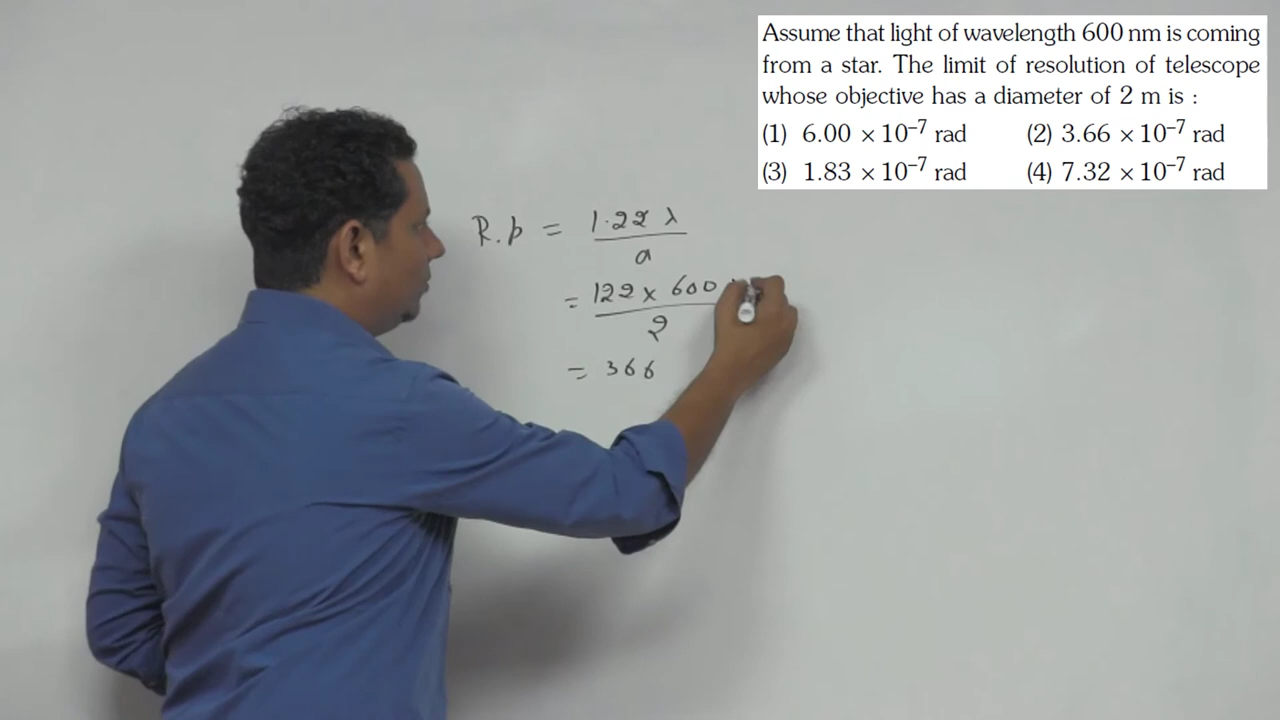 Assume that light of wavelength 600 nm is coming
from a star. The limit of resolution of telescope
whose objective has a diameter of 2 m is :
(1) 6.00 × 10⁻⁷ rad (2) 3.66 × 10⁻⁷ rad
(3) 1.83 × 10⁻⁷ rad (4) 7.32 × 10⁻⁷ rad
R.p = 1.22 λ
a
= 122 x 600
2
= 366